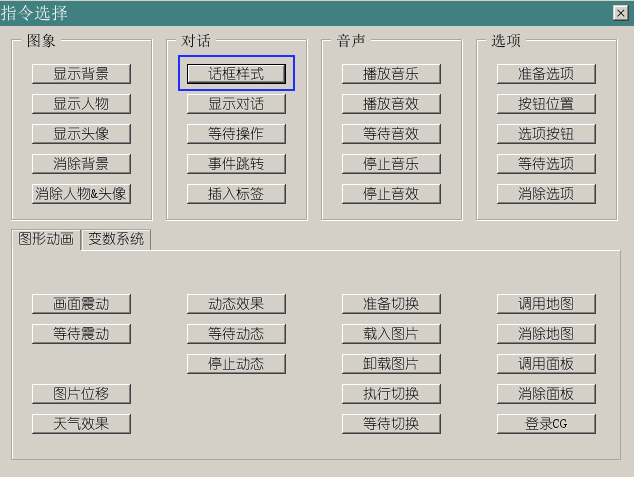 指令选择
图象
显示背景
显示人物
显示头像
消除背景
消除人物&头像
对话
话框样式
显示对话
等待操作
事件跳转
插入标签
音声
播放音乐
播放音效
等待音效
停止音乐
停止音效
选项
准备选项
按钮位置
选项按钮
等待选项
消除选项
图形动画 变数系统
画面震动
等待震动
图片位移
天气效果
动态效果
等待动态
停止动态
准备切换
载入图片
卸载图片
执行切换
等待切换
调用地图
消除地图
调用面板
消除面板
登录CG